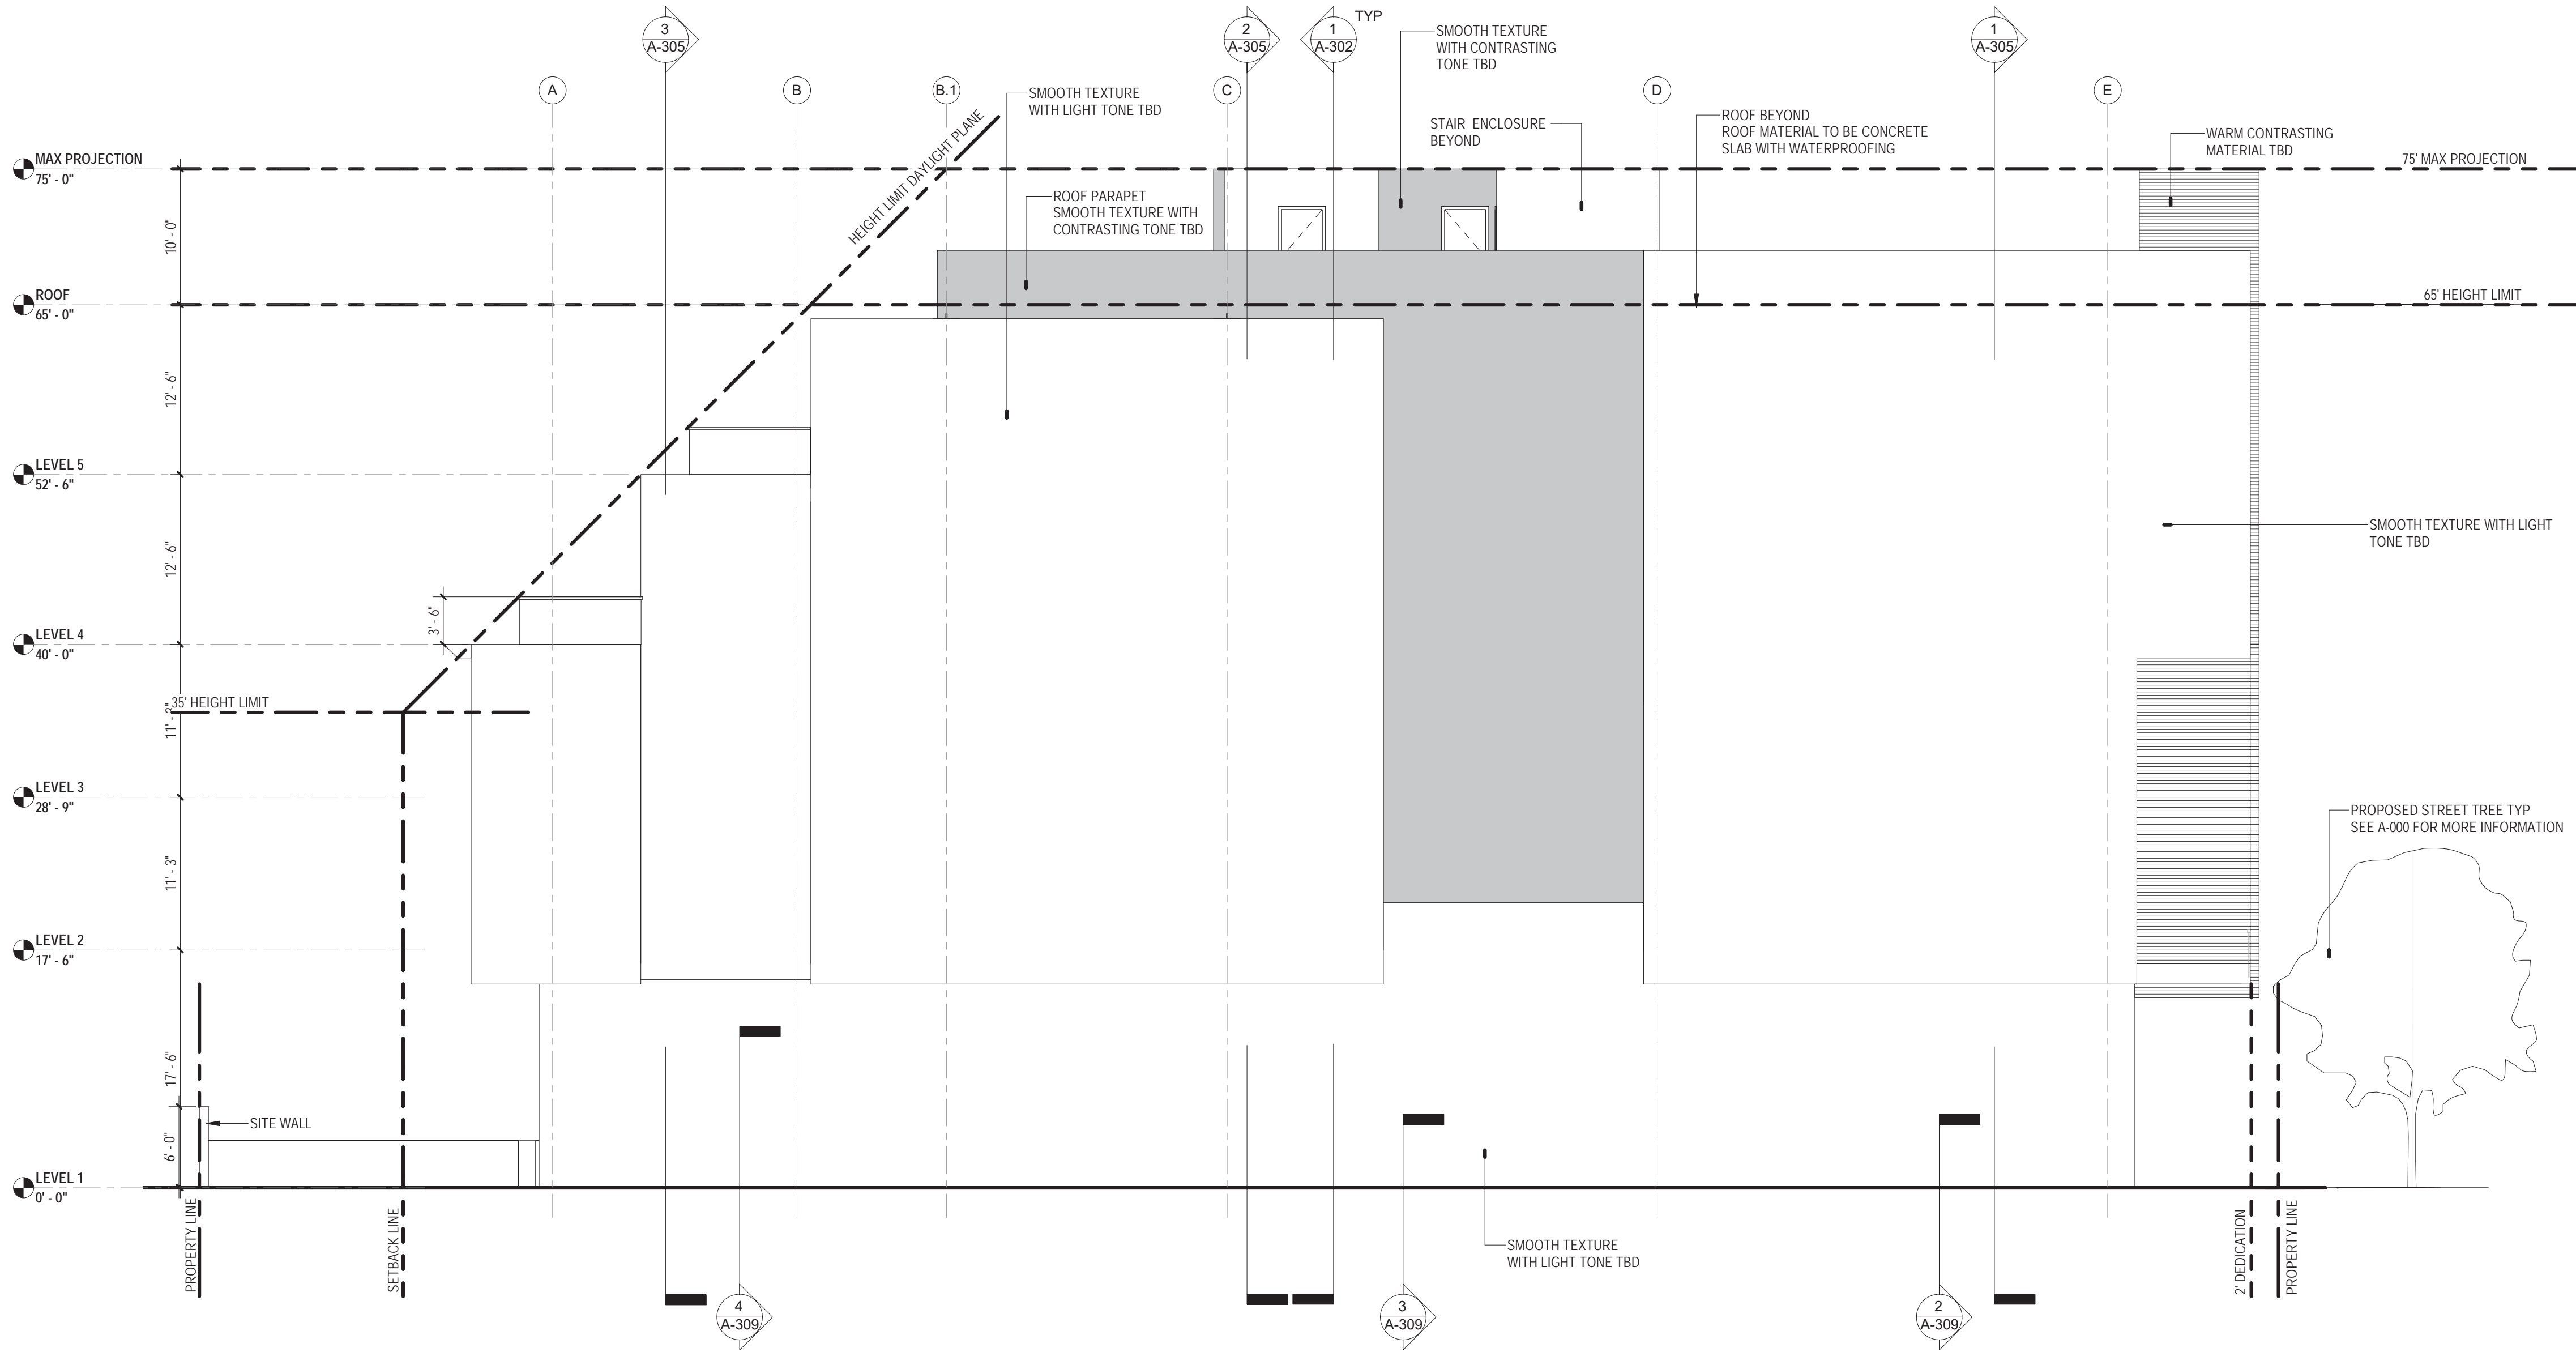 3
A-305
2
A-305
1
A-302
TYP
1
A-305
SMOOTH TEXTURE
WITH CONTRASTING
TONE TBD
A
B
B.1
C
D
E
SMOOTH TEXTURE
WITH LIGHT TONE TBD
HEIGHT LIMIT DAYLIGHT PLANE
STAIR ENCLOSURE
BEYOND
ROOF BEYOND
ROOF MATERIAL TO BE CONCRETE
SLAB WITH WATERPROOFING
WARM CONTRASTING
MATERIAL TBD
75' MAX PROJECTION
MAX PROJECTION
75' - 0"
ROOF PARAPET
SMOOTH TEXTURE WITH
CONTRASTING TONE TBD
10' - 0"
ROOF
65' - 0"
65' HEIGHT LIMIT
12' - 6"
LEVEL 5
52' - 6"
SMOOTH TEXTURE WITH LIGHT
TONE TBD
12' - 6"
3' - 6"
LEVEL 4
40' - 0"
35' HEIGHT LIMIT
11' - 3"
LEVEL 3
28' - 9"
PROPOSED STREET TREE TYP
SEE A-000 FOR MORE INFORMATION
11' - 3"
LEVEL 2
17' - 6"
17' - 6"
SITE WALL
6' - 0"
LEVEL 1
0' - 0"
PROPERTY LINE
SETBACK LINE
SMOOTH TEXTURE
WITH LIGHT TONE TBD
2' DEDICATION
PROPERTY LINE
4
A-309
3
A-309
2
A-309